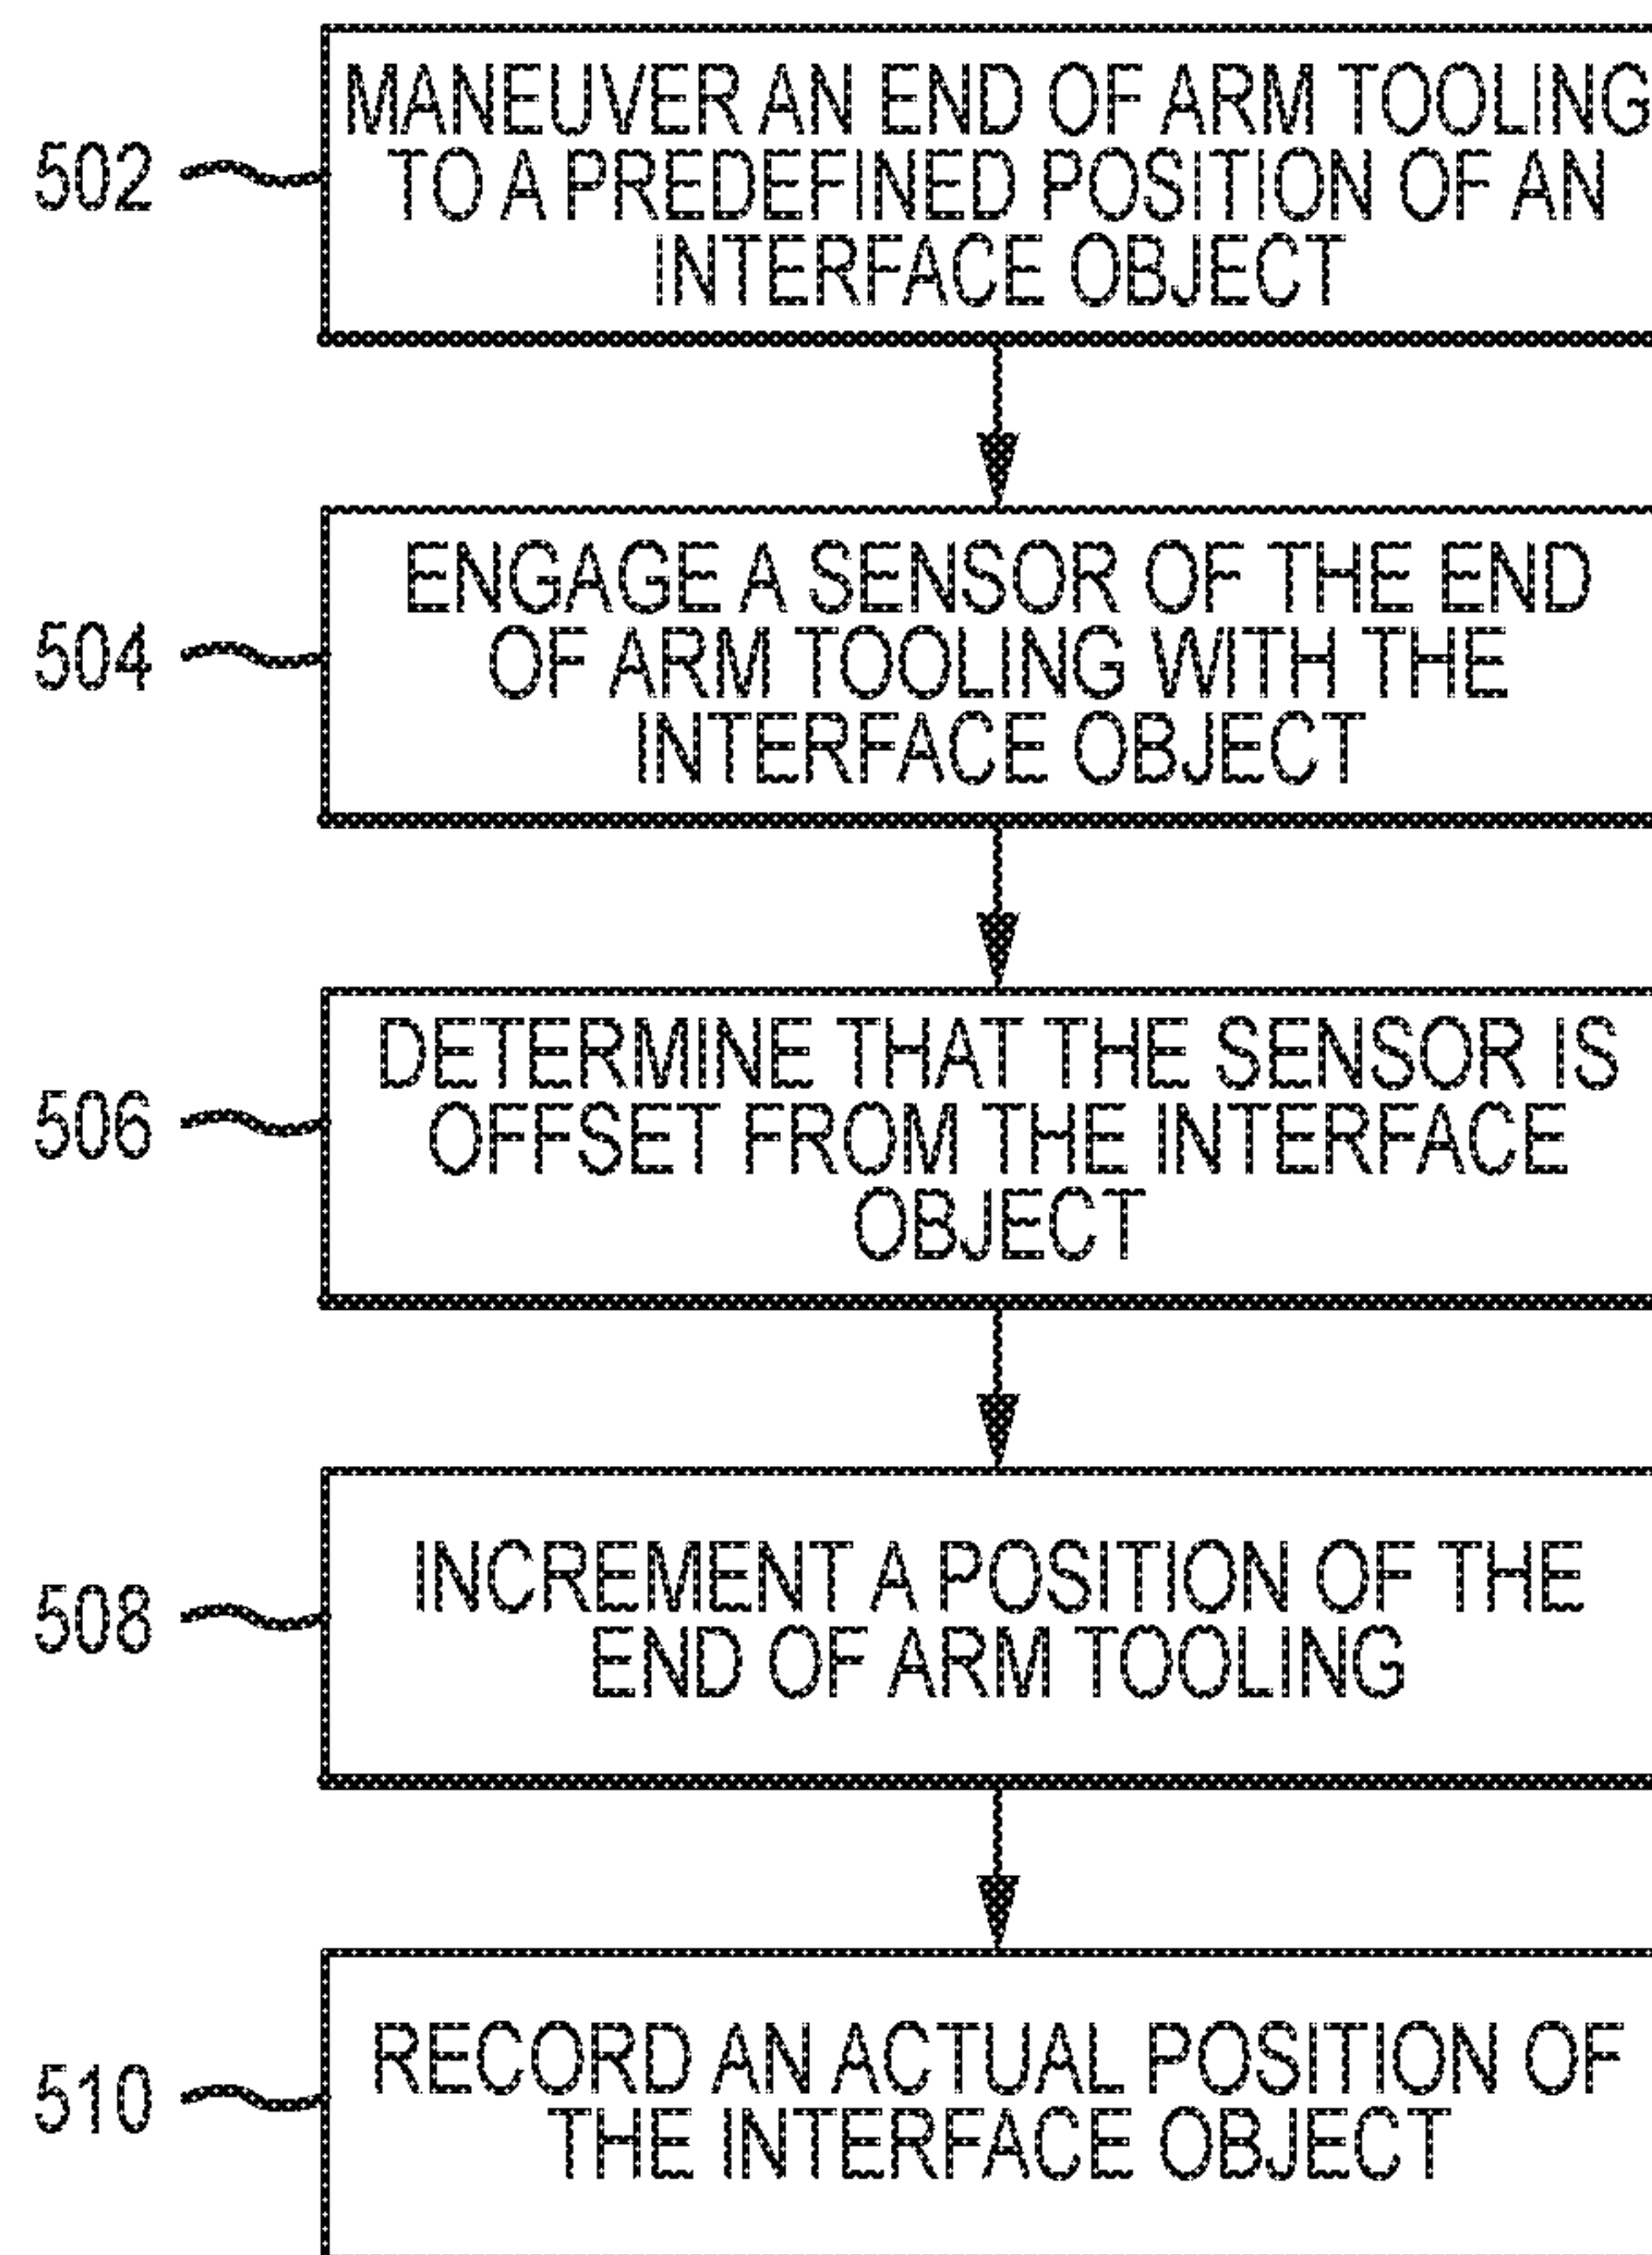 502
MANEUVER AN END OF ARM TOOLING
TO A PREDEFINED POSITION OF AN
INTERFACE OBJECT
504
ENGAGE A SENSOR OF THE END
OF ARM TOOLING WITH THE
INTERFACE OBJECT
506
DETERMINE THAT THE SENSOR IS
OFFSET FROM THE INTERFACE
OBJECT
508
INCREMENT A POSITION OF THE
END OF ARM TOOLING
510
RECORD AN ACTUAL POSITION OF
THE INTERFACE OBJECT